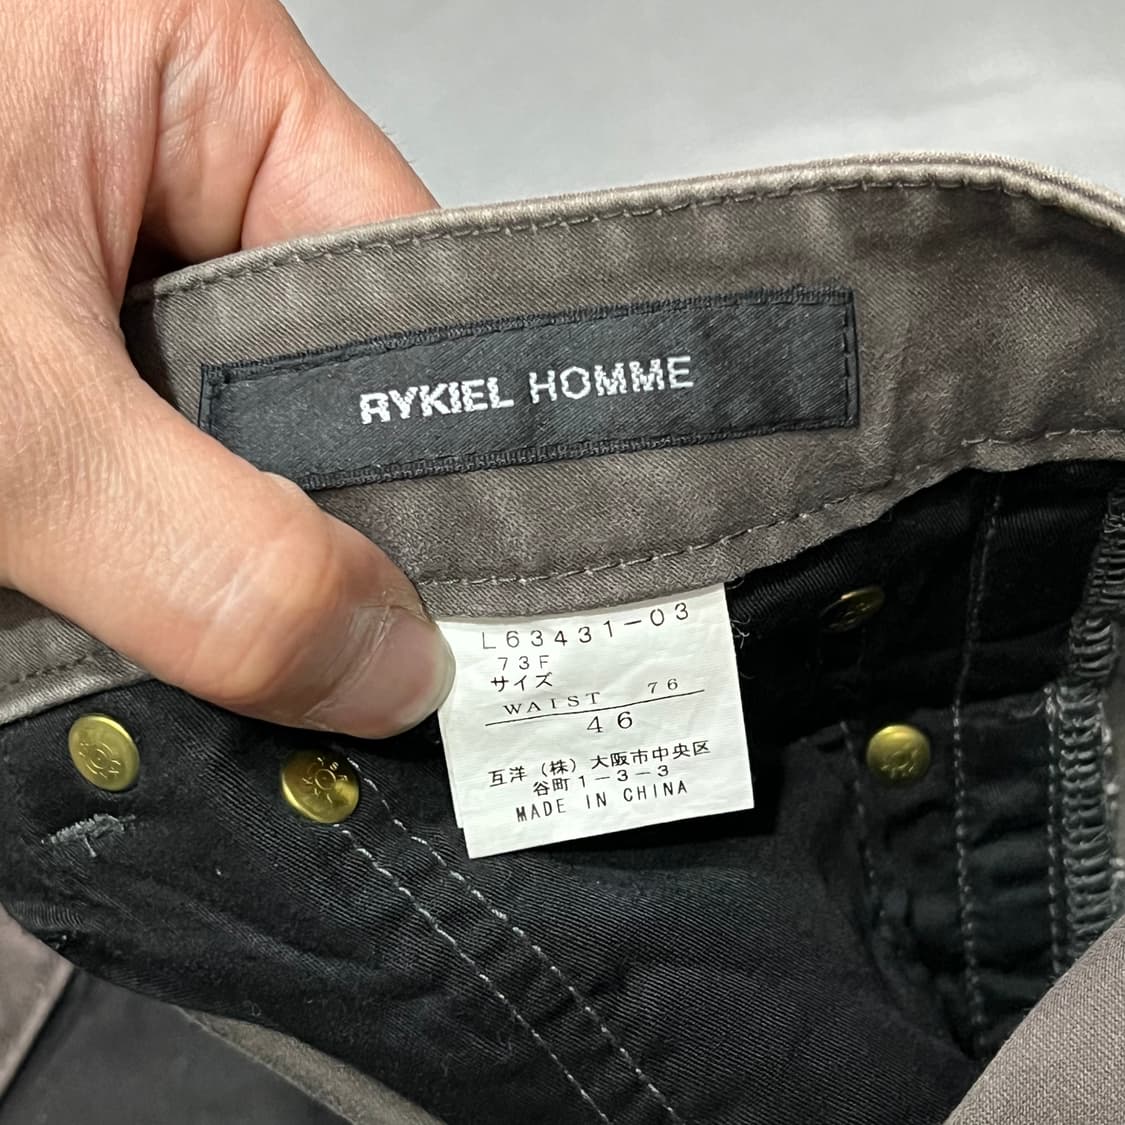 RYKIEL HOMME
L63431-03
73F
サイズ
WAIST 76
46
互洋（株）大阪市中央区
谷町1-3-3
MADE IN CHINA